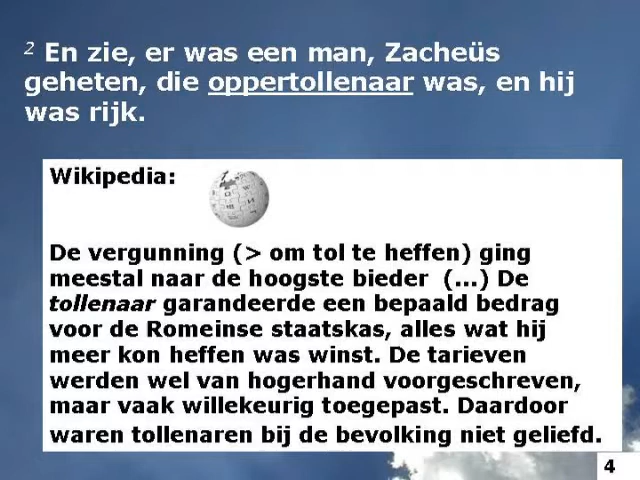 2 En zie, er was een man, Zacheüs
geheten, die oppertollenaar was, en hij
was rijk.
Wikipedia:
De vergunning (> om tol te heffen) ging
meestal naar de hoogste bieder (...) De
tollenaar garandeerde een bepaald bedrag
voor de Romeinse staatskas, alles wat hij
meer kon heffen was winst. De tarieven
werden wel van hogerhand voorgeschreven,
maar vaak willekeurig toegepast. Daardoor
waren tollenaren bij de bevolking niet geliefd.
4